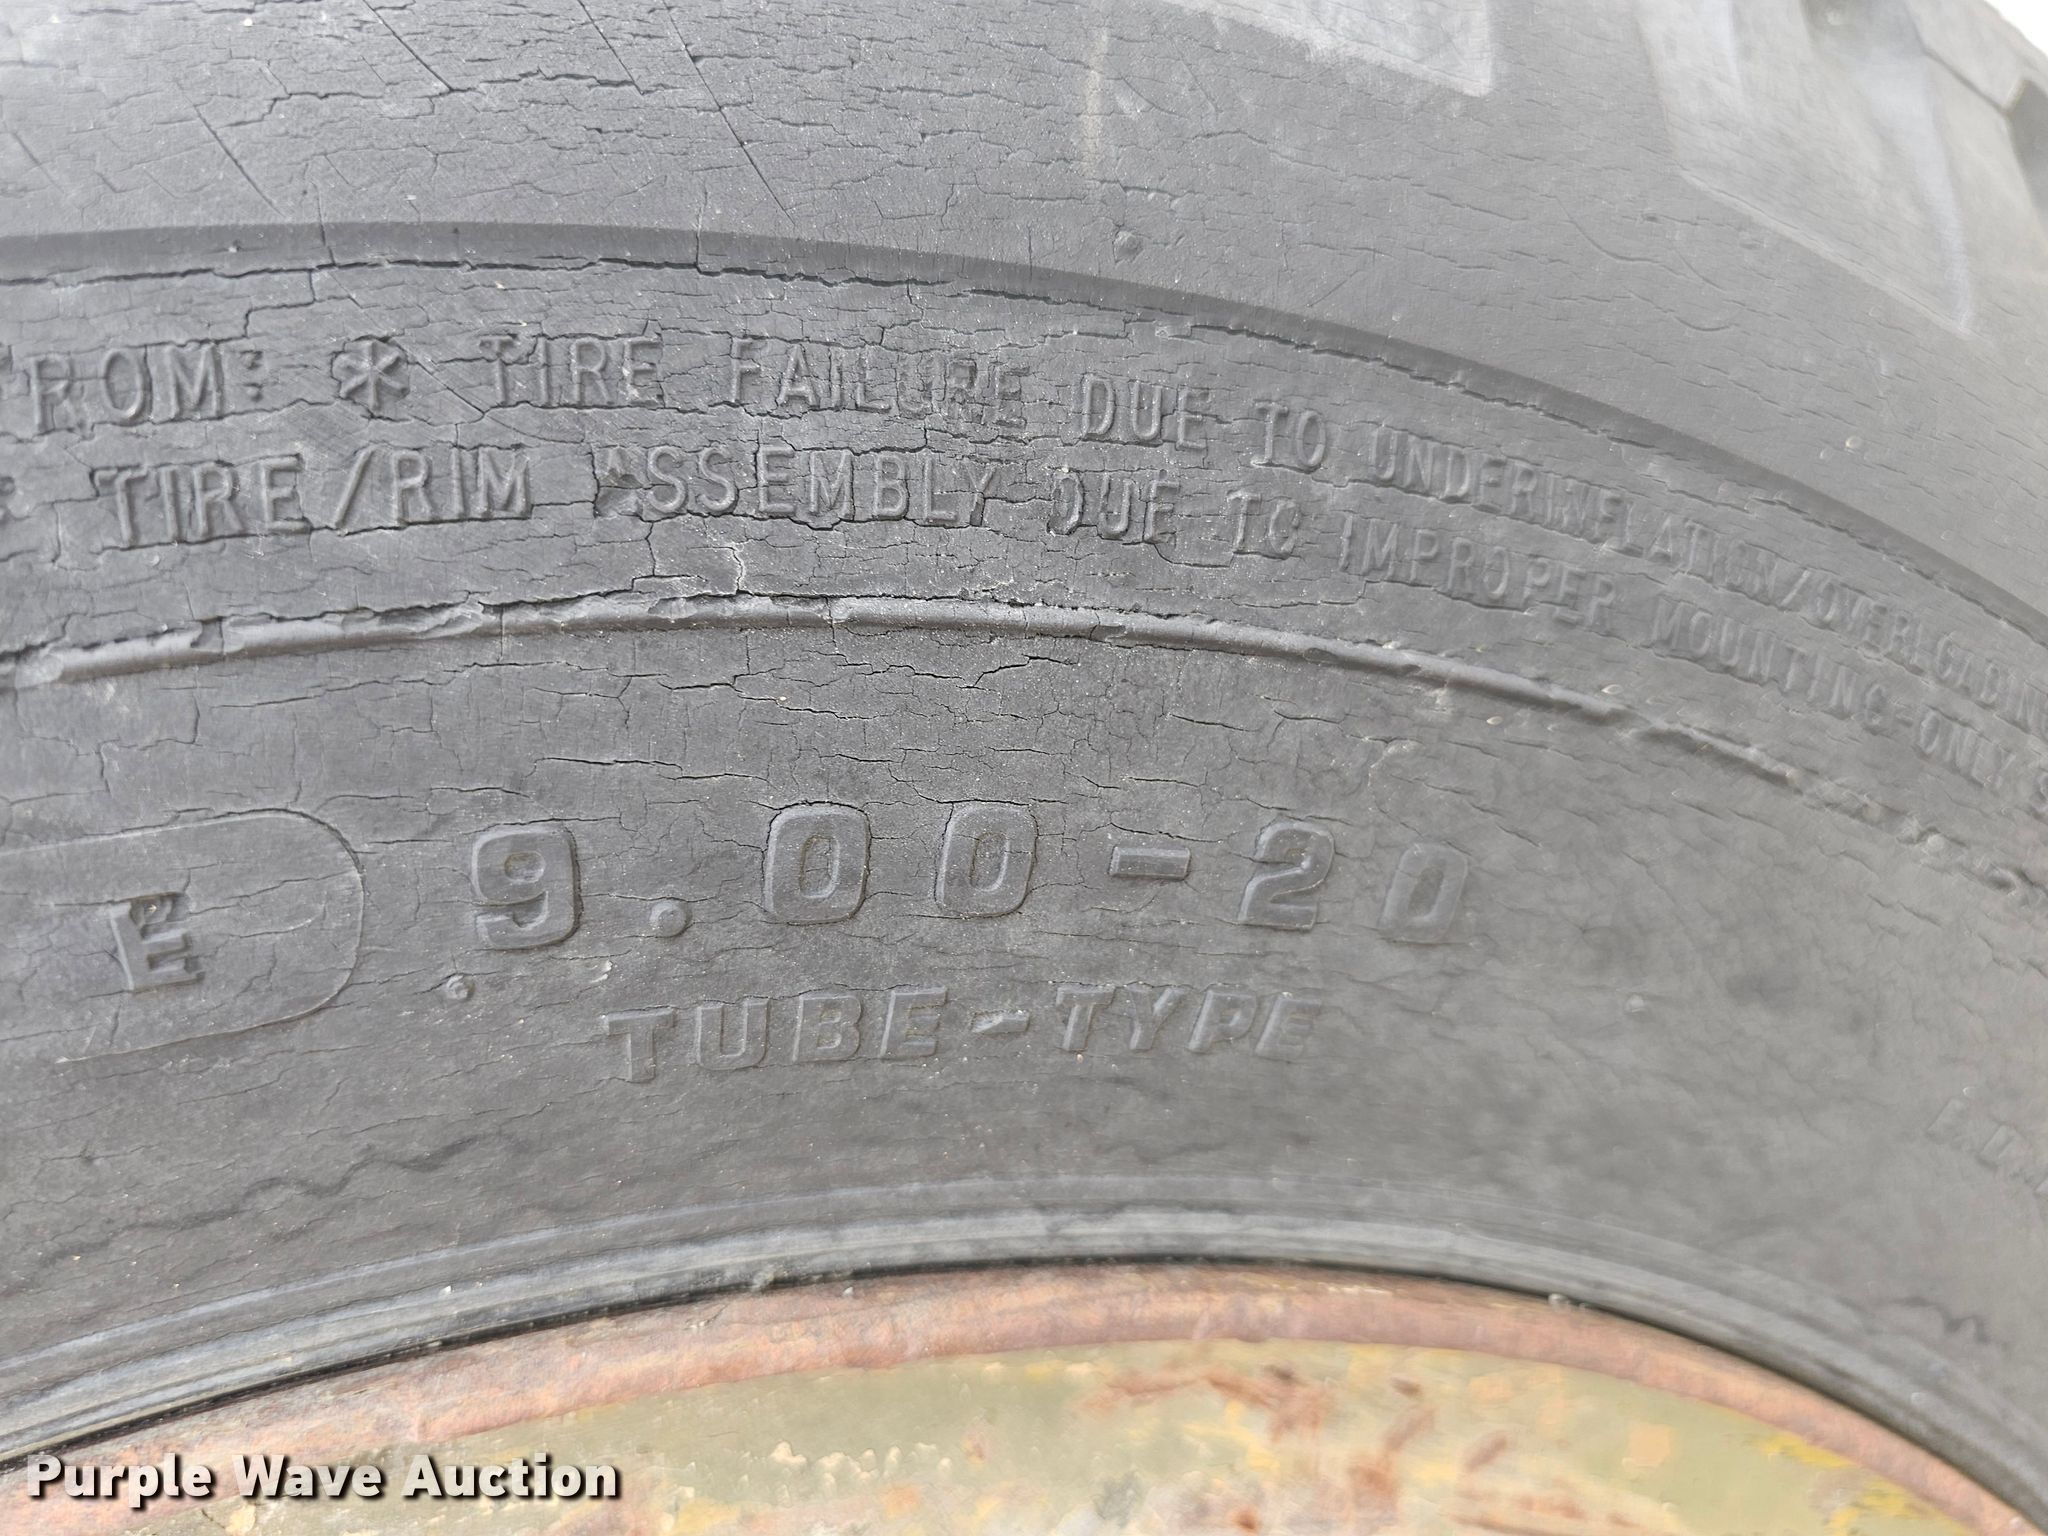 FROM: * TIRE FAILURE DUE TO UNDERINFLATION/OVERLOADING
TIRE/RIM ASSEMBLY DUE TO IMPROPER MOUNTING-ONLY
E 9.00-20
TUBE-TYPE
Purple Wave Auction